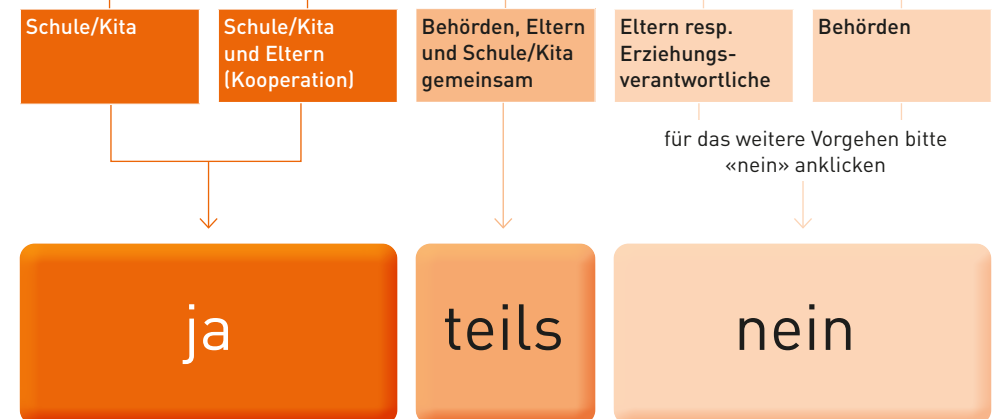 Schule/Kita
Schule/Kita
und Eltern
(Kooperation)
Behörden, Eltern
und Schule/Kita
gemeinsam
Eltern resp.
Erziehungs-
verantwortliche
Behörden
für das weitere Vorgehen bitte
«nein» anklicken
ja
teils
nein